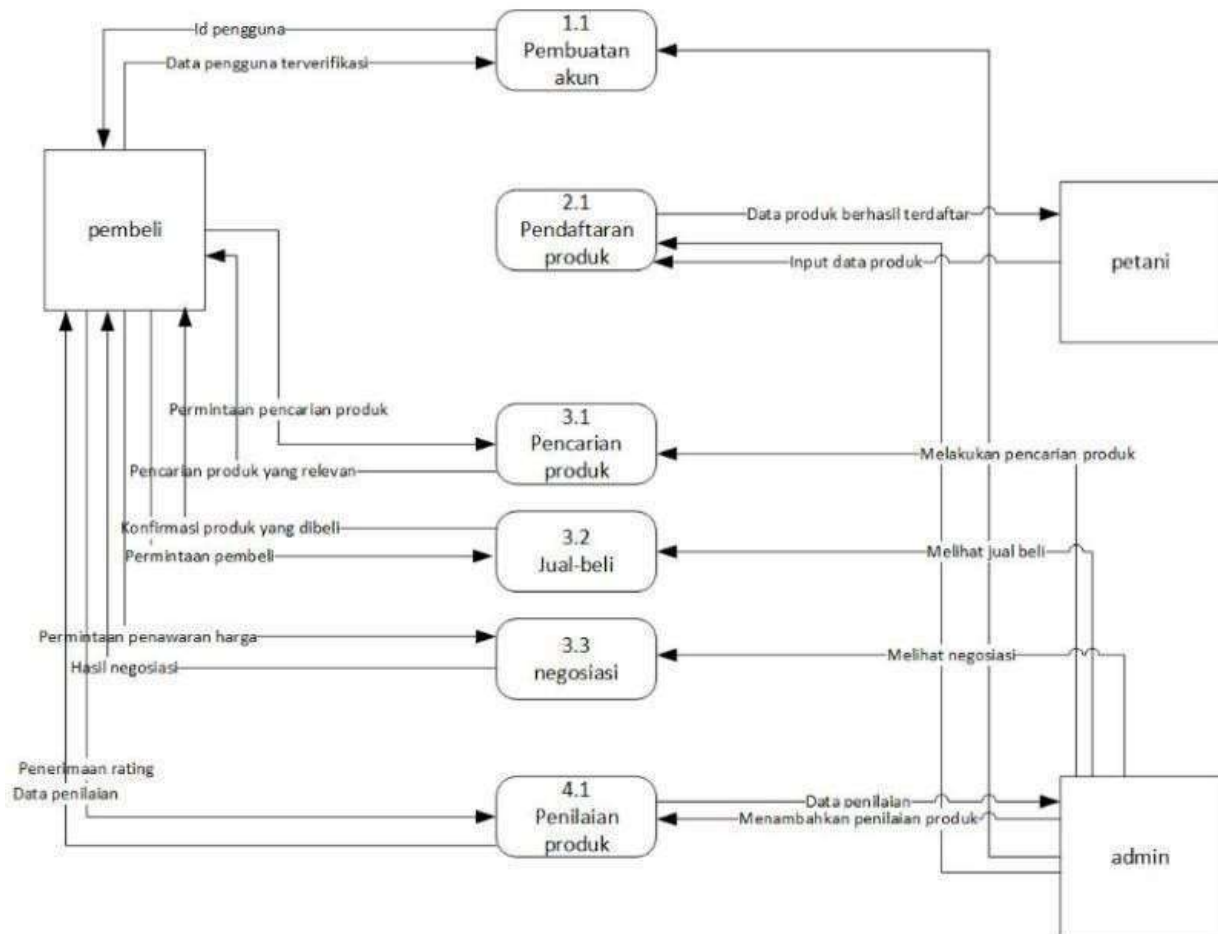 Id pengguna
1.1
Pembuatan
akun
Data pengguna terverifikasi
pembeli
2.1
Pendaftaran
produk
Data produk berhasil terdaftar
Input data produk
petani
Permintaan pencarian produk
3.1
Pencarian
produk
Melakukan pencarian produk
Pencarian produk yang relevan
Konfirmasi produk yang dibeli
3.2
Jual-beli
Melihat jual beli
Permintaan pembeli
Permintaan penawaran harga
3.3
negosiasi
Melihat negosiasi
Hasil negosiasi
Penerimaan rating
Data penilaian
4.1
Penilaian
produk
Data penilaian
Menambahkan penilaian produk
admin